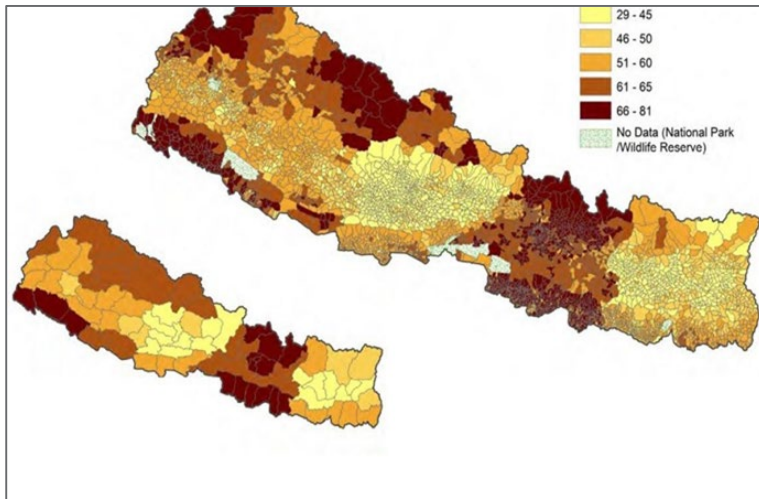 29 - 45
46 - 50
51 - 60
61 - 65
66 - 81
No Data (National Park
/Wildlife Reserve)